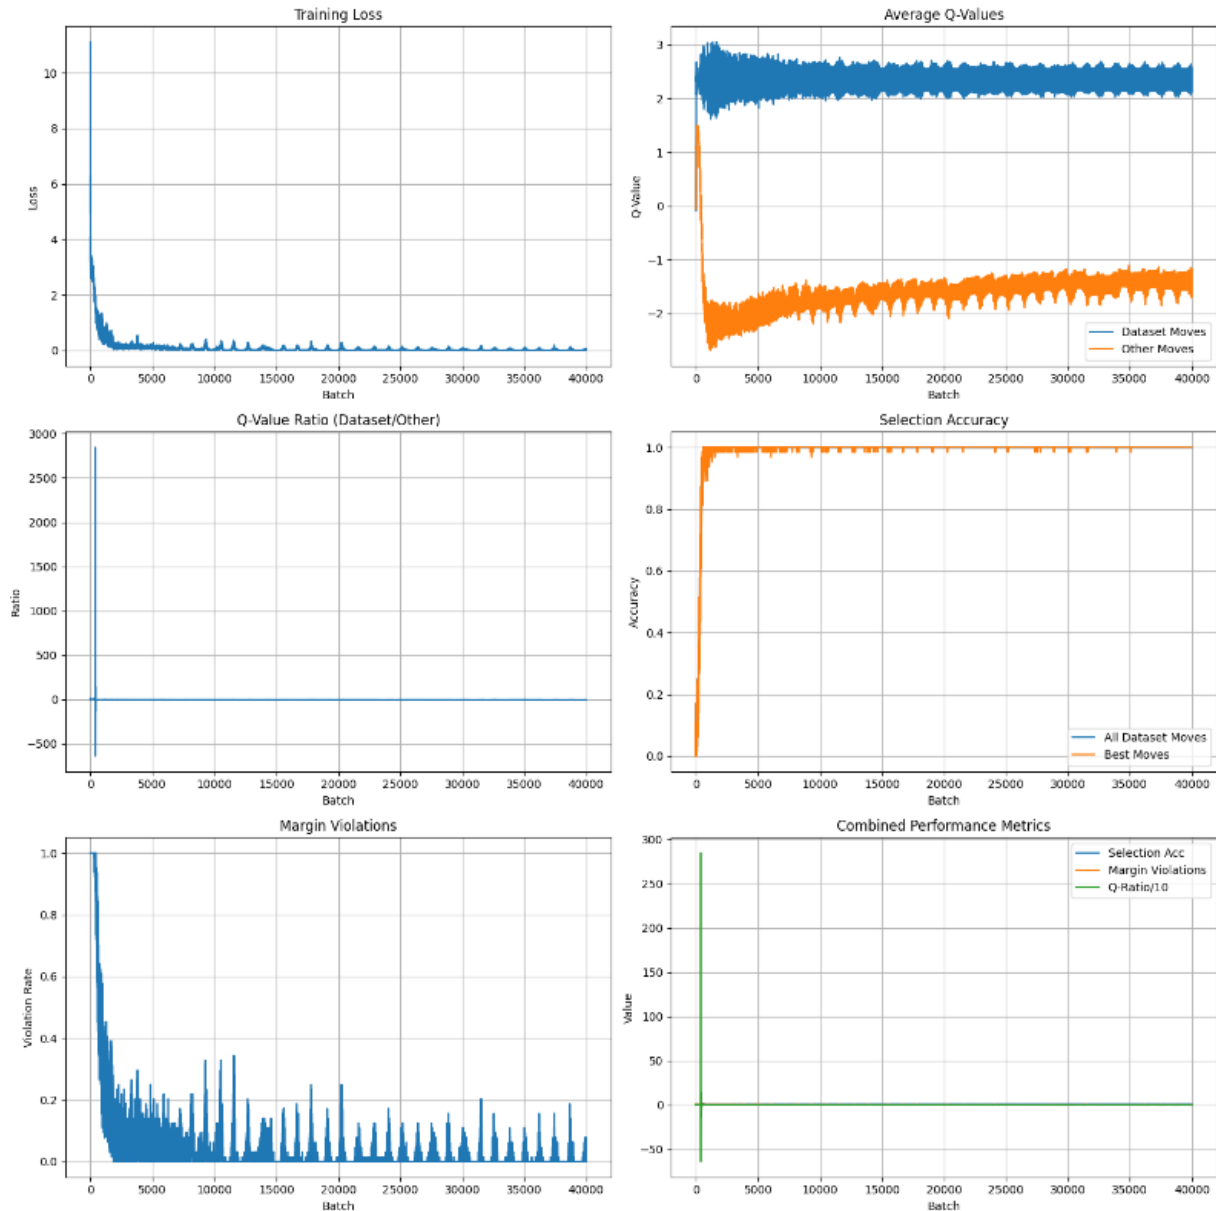 Training Loss
Loss
10
8
6
4
2
0
0 5000 10000 15000 20000 25000 30000 35000 40000
Batch
Average Q-Values
Q-Value
3
2
1
0
−1
−2
Dataset Moves
Other Moves
0 5000 10000 15000 20000 25000 30000 35000 40000
Batch
Q-Value Ratio (Dataset/Other)
Ratio
3000
2500
2000
1500
1000
500
0
−500
0 5000 10000 15000 20000 25000 30000 35000 40000
Batch
Selection Accuracy
Accuracy
1.0
0.8
0.6
0.4
0.2
0.0
All Dataset Moves
Best Moves
0 5000 10000 15000 20000 25000 30000 35000 40000
Batch
Margin Violations
Violation Rate
1.0
0.8
0.6
0.4
0.2
0.0
0 5000 10000 15000 20000 25000 30000 35000 40000
Batch
Combined Performance Metrics
Value
300
250
200
150
100
50
0
−50
Selection Acc
Margin Violations
Q-Ratio/10
0 5000 10000 15000 20000 25000 30000 35000 40000
Batch